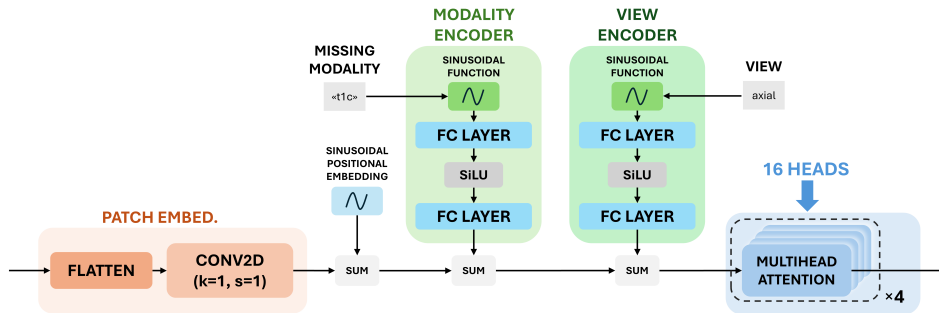 MODALITY
ENCODER
VIEW
ENCODER
MISSING
MODALITY
SINUSOIDAL
FUNCTION
SINUSOIDAL
FUNCTION
VIEW
«t1c»
axial
FC LAYER
FC LAYER
SINUSOIDAL
POSITIONAL
EMBEDDING
SiLU
SiLU
16 HEADS
FC LAYER
FC LAYER
PATCH EMBED.
FLATTEN
CONV2D
(k=1, s=1)
SUM
SUM
SUM
MULTIHEAD
ATTENTION
×4